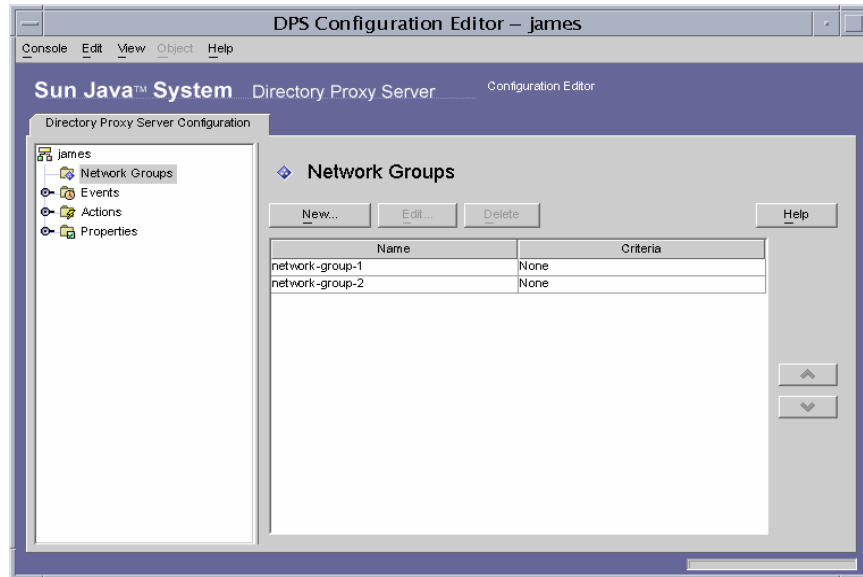 DPS Configuration Editor – james
Console Edit View Object Help
Sun Java™ System Directory Proxy Server Configuration Editor
Directory Proxy Server Configuration
james
Network Groups
Events
Actions
Properties
Network Groups
New... Edit... Delete Help
Name Criteria
network-group-1 None
network-group-2 None